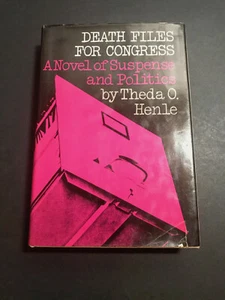 DEATH FILES
FOR CONGRESS
A Novel of Suspense
and Politics
by Theda O.
Henle